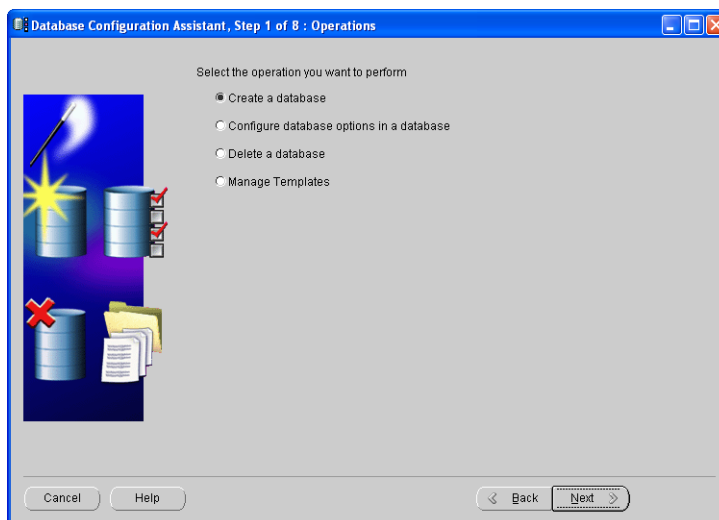 Database Configuration Assistant, Step 1 of 8 : Operations
Select the operation you want to perform
Create a database
Configure database options in a database
Delete a database
Manage Templates
Cancel
Help
Back
Next